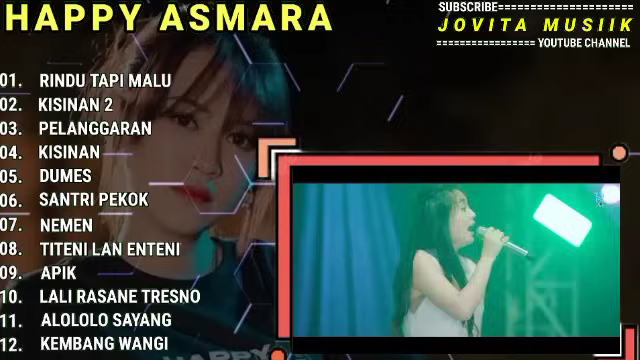 HAPPY ASMARA
SUBSCRIBE======================
JOVITA MUSIIK
================= YOUTUBE CHANNEL
01. RINDU TAPI MALU
02. KISINAN 2
03. PELANGGARAN
04. KISINAN
05. DUMES
06. SANTRI PEKOK
07. NEMEN
08. TITENI LAN ENTENI
09. APIK
10. LALI RASANE TRESNO
11. ALOLOLO SAYANG
12. KEMBANG WANGI
HAPPY